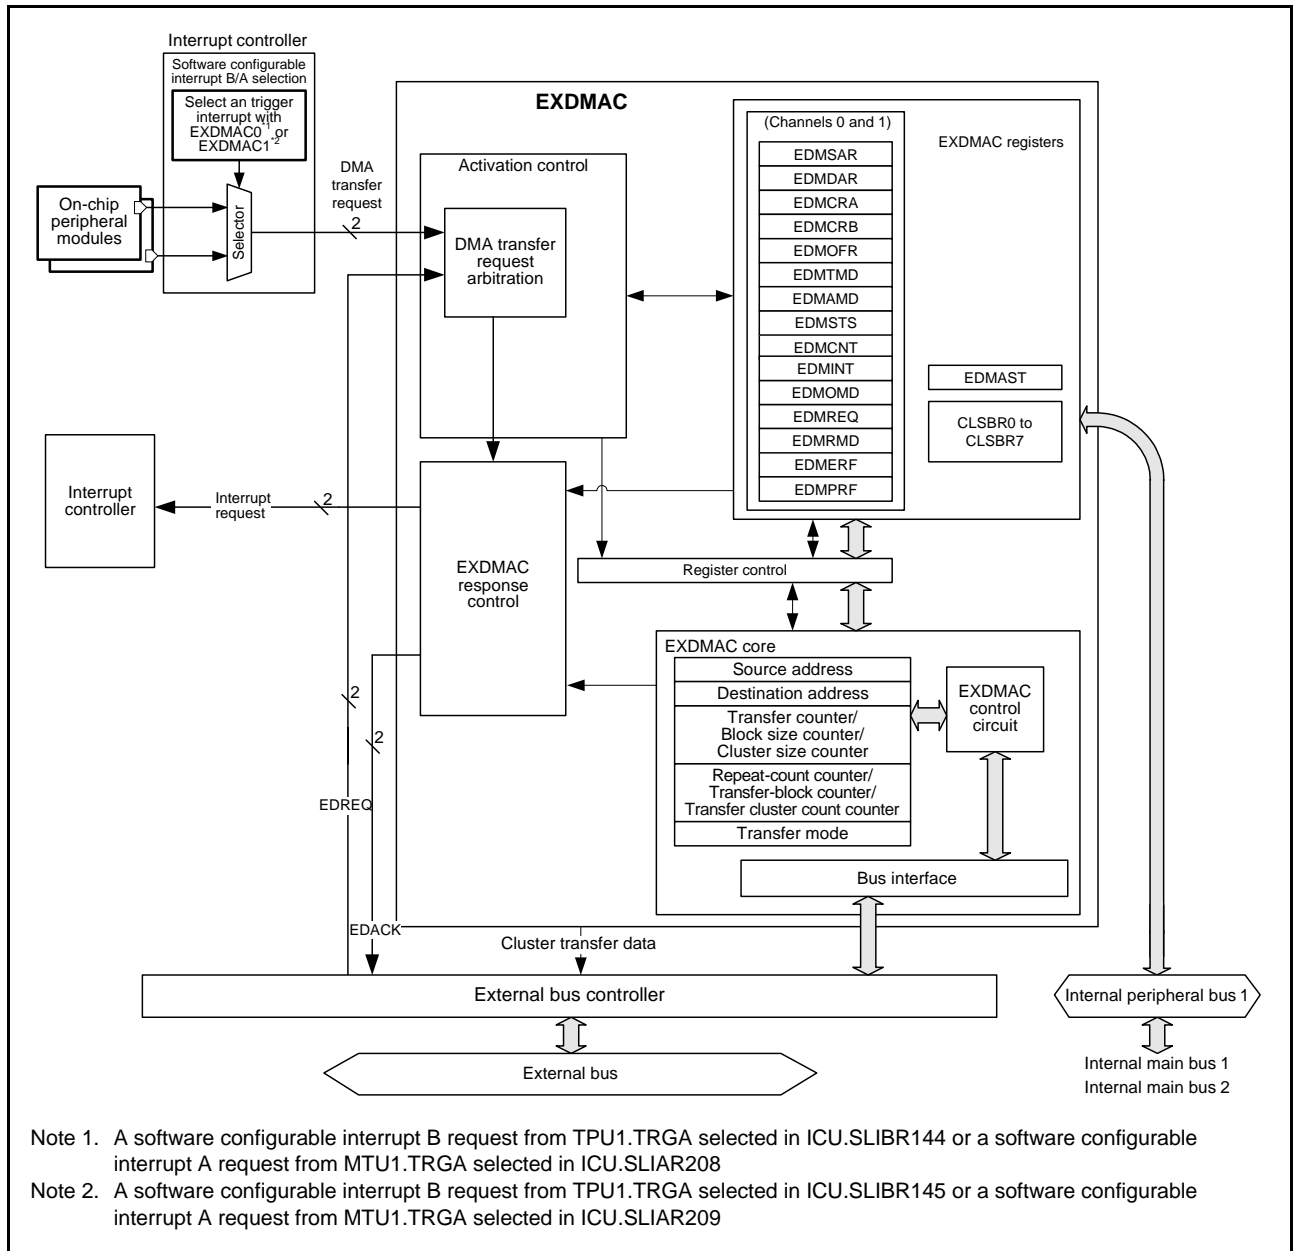 Interrupt controller
Software configurable
interrupt B/A selection
Select an trigger
interrupt with
EXDMAC0*1 or
EXDMAC1*2
On-chip
peripheral
modules
Selector
DMA
transfer
request
2
EXDMAC
Activation control
DMA transfer
request
arbitration
(Channels 0 and 1)
EDMSAR
EDMDAR
EDMCRA
EDMCRB
EDMOFR
EDMTMD
EDMAMD
EDMSTS
EDMCNT
EDMINT
EDMOMD
EDMREQ
EDMRMD
EDMERF
EDMPRF
EXDMAC registers
EDMAST
CLSBR0 to
CLSBR7
Interrupt
controller
Interrupt
request
2
EXDMAC
response
control
Register control
EXDMAC core
Source address
Destination address
Transfer counter/
Block size counter/
Cluster size counter
Repeat-count counter/
Transfer-block counter/
Transfer cluster count counter
Transfer mode
EXDMAC
control
circuit
Bus interface
2
2
EDREQ
EDACK
Cluster transfer data
External bus controller
External bus
Internal peripheral bus 1
Internal main bus 1
Internal main bus 2
Note 1. A software configurable interrupt B request from TPU1.TRGA selected in ICU.SLIBR144 or a software configurable
interrupt A request from MTU1.TRGA selected in ICU.SLIAR208
Note 2. A software configurable interrupt B request from TPU1.TRGA selected in ICU.SLIBR145 or a software configurable
interrupt A request from MTU1.TRGA selected in ICU.SLIAR209